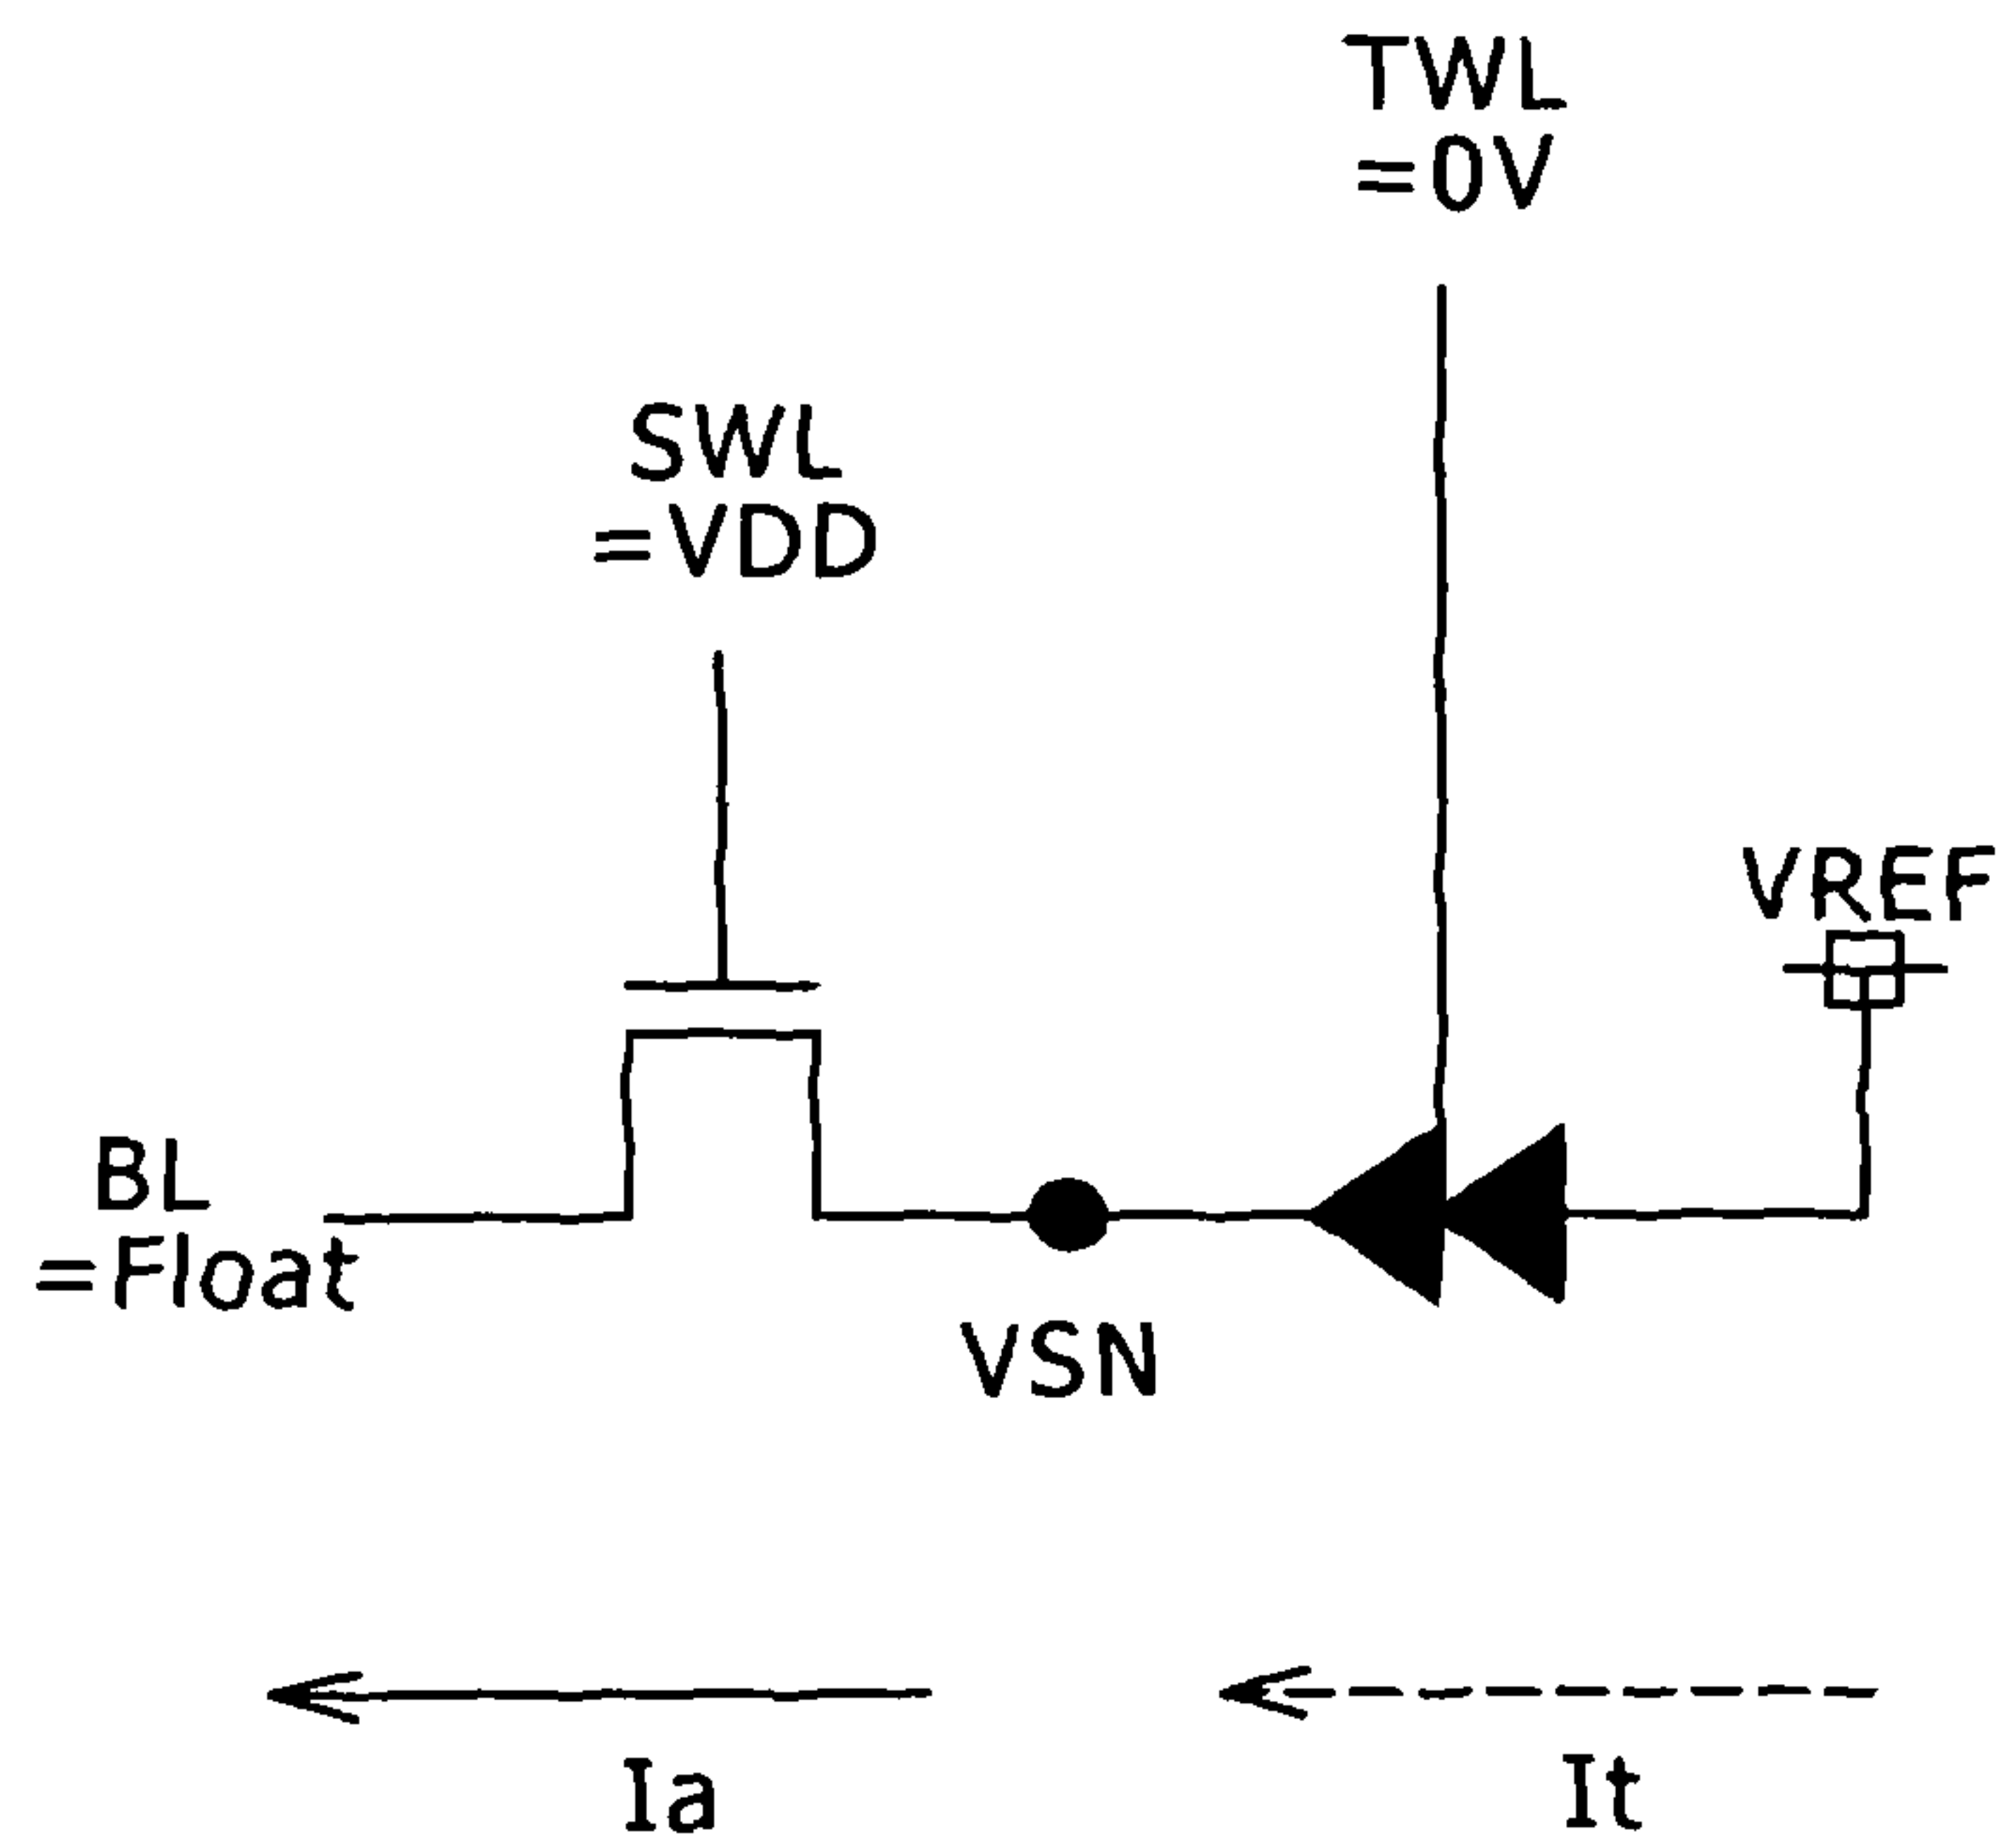 TWL
=0V
SWL
=VDD
VREF
BL
=Float
VSN
Ia
It